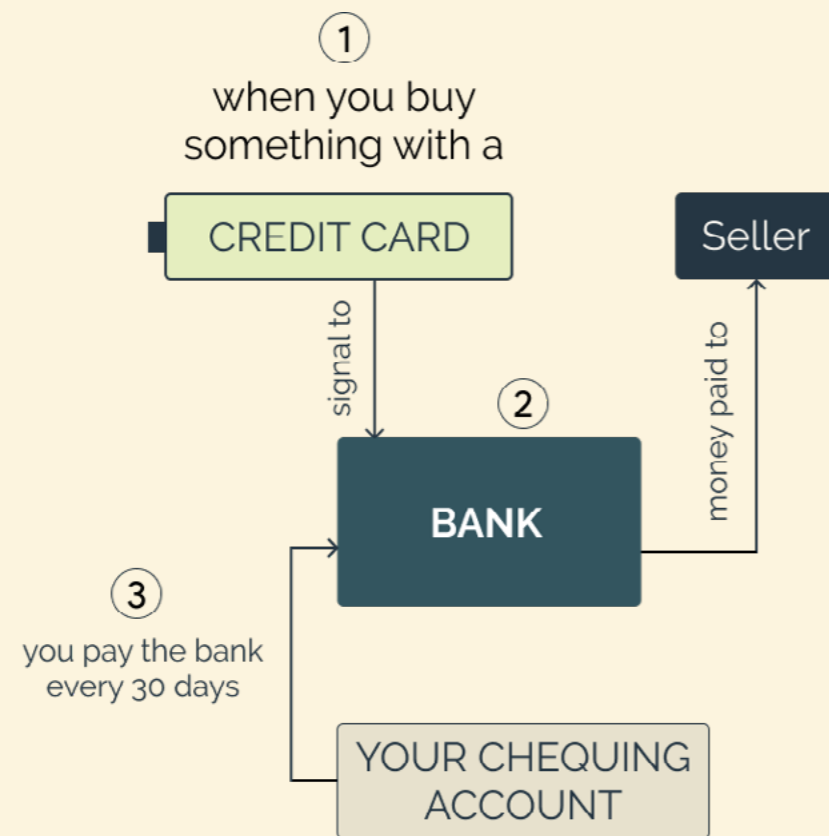 1
when you buy
something with a
CREDIT CARD
Seller
signal to
money paid to
2
BANK
3
you pay the bank
every 30 days
YOUR CHEQUING
ACCOUNT